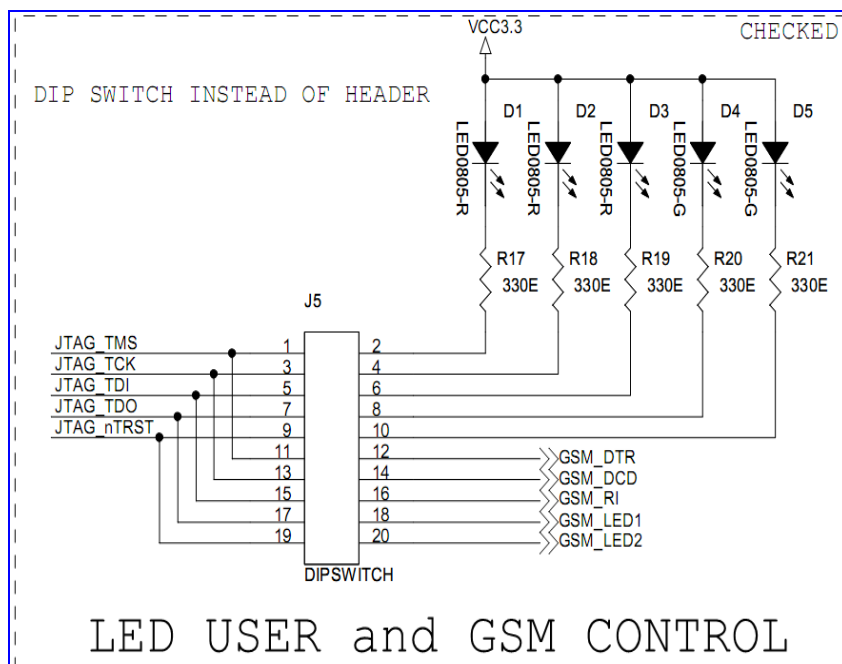 VCC3.3
CHECKED
DIP SWITCH INSTEAD OF HEADER
D1 D2 D3 D4 D5
LED0805-R LED0805-R LED0805-R LED0805-G LED0805-G
R17 R18 R19 R20 R21
330E 330E 330E 330E 330E
J5
JTAG_TMS 1 2
JTAG_TCK 3 4
JTAG_TDI 5 6
JTAG_TDO 7 8
JTAG_nTRST 9 10
11 12 GSM_DTR
13 14 GSM_DCD
15 16 GSM_RI
17 18 GSM_LED1
19 20 GSM_LED2
DIPSWITCH
LED USER and GSM CONTROL